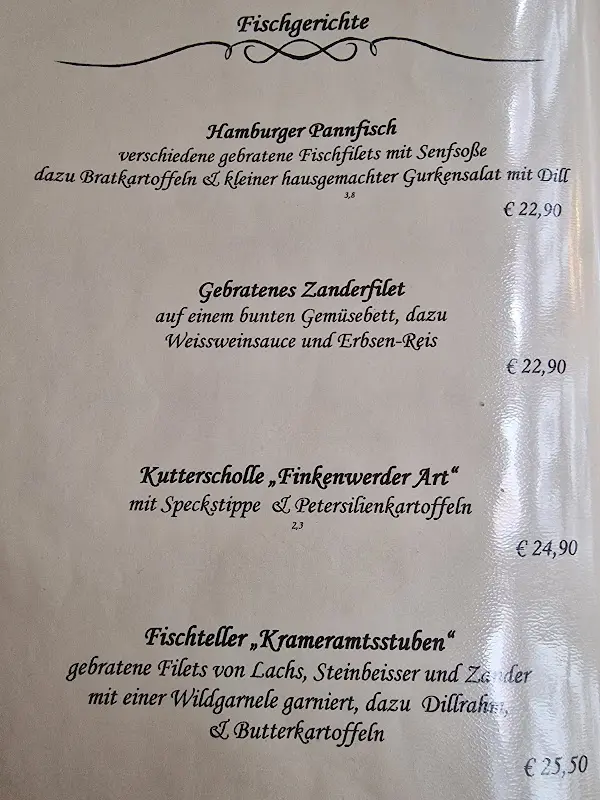 Fischgerichte
Hamburger Pannfisch
verschiedene gebratene Fischfilets mit Senfsoße
dazu Bratkartoffeln & kleiner hausgemachter Gurkensalat mit Dill
3,8
€ 22,90
Gebratenes Zanderfilet
auf einem bunten Gemüsebett, dazu
Weissweinsauce und Erbsen-Reis
€ 22,90
Kutterscholle „Finkenwerder Art“
mit Speckstippe & Petersilienkartoffeln
2,3
€ 24,90
Fischteller „Krameramtsstuben“
gebratene Filets von Lachs, Steinbeisser und Zander
mit einer Wildgarnele garniert, dazu Dillrahm,
& Butterkartoffeln
€ 25,50